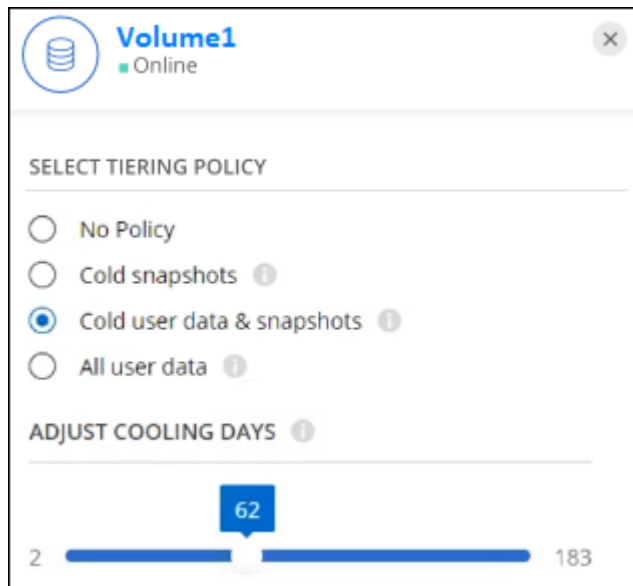 Volume1
Online
SELECT TIERING POLICY
No Policy
Cold snapshots
Cold user data & snapshots
All user data
ADJUST COOLING DAYS
62
2 183